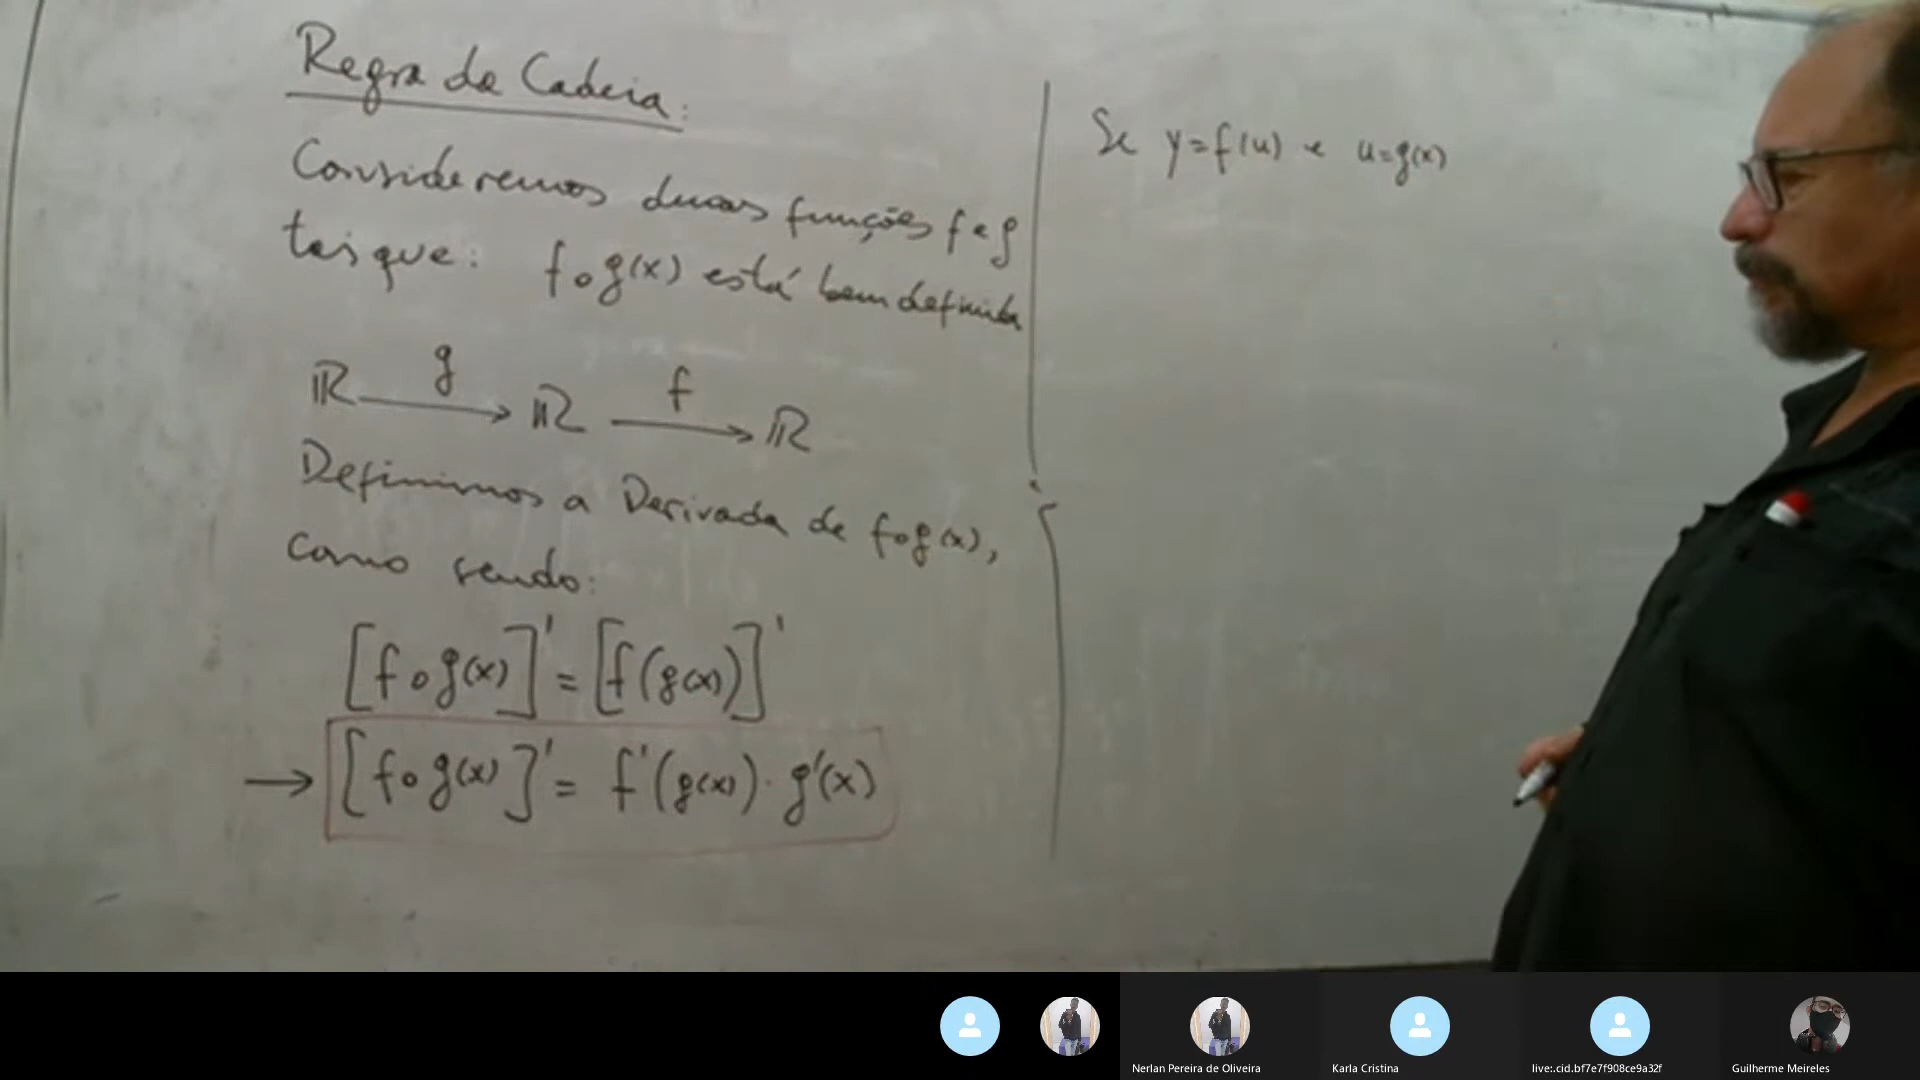 Regra da Cadeia:
Consideremos duas funções f e g
tais que: fog(x) está bem definida
ℝ g→ ℝ f→ ℝ
Definimos a Derivada de fog(x),
como sendo:
[fog(x)]' = [f(g(x))]'
→ [fog(x)]' = f'(g(x)) · g'(x)
Se y=f(u) e u=g(x)
Nerlan Pereira de Oliveira
Karla Cristina
live:.cid.bf7e7f908ce9a32f
Guilherme Meireles